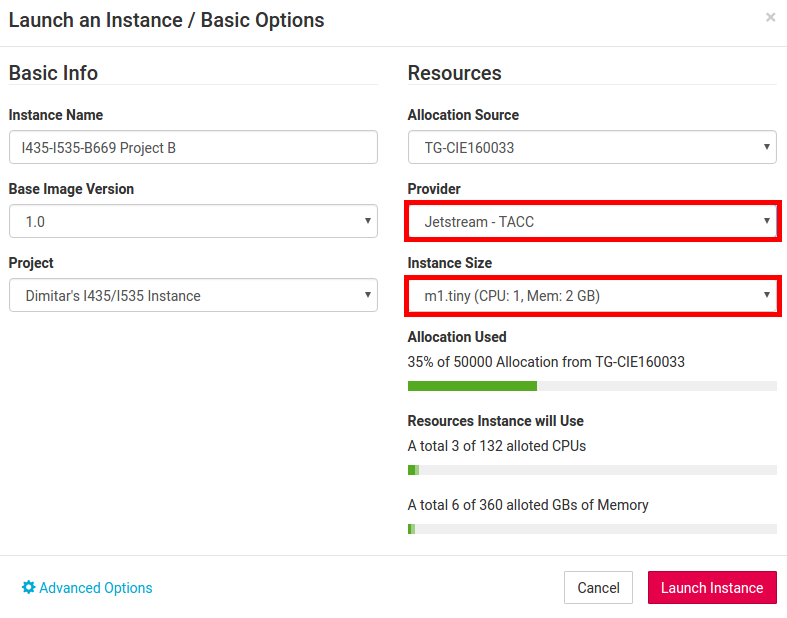 Launch an Instance / Basic Options
×
Basic Info
Instance Name
I435-I535-B669 Project B
Base Image Version
1.0
Project
Dimitar's I435/I535 Instance
Resources
Allocation Source
TG-CIE160033
Provider
Jetstream - TACC
Instance Size
m1.tiny (CPU: 1, Mem: 2 GB)
Allocation Used
35% of 50000 Allocation from TG-CIE160033
Resources Instance will Use
A total 3 of 132 alloted CPUs
A total 6 of 360 alloted GBs of Memory
Advanced Options
Cancel
Launch Instance